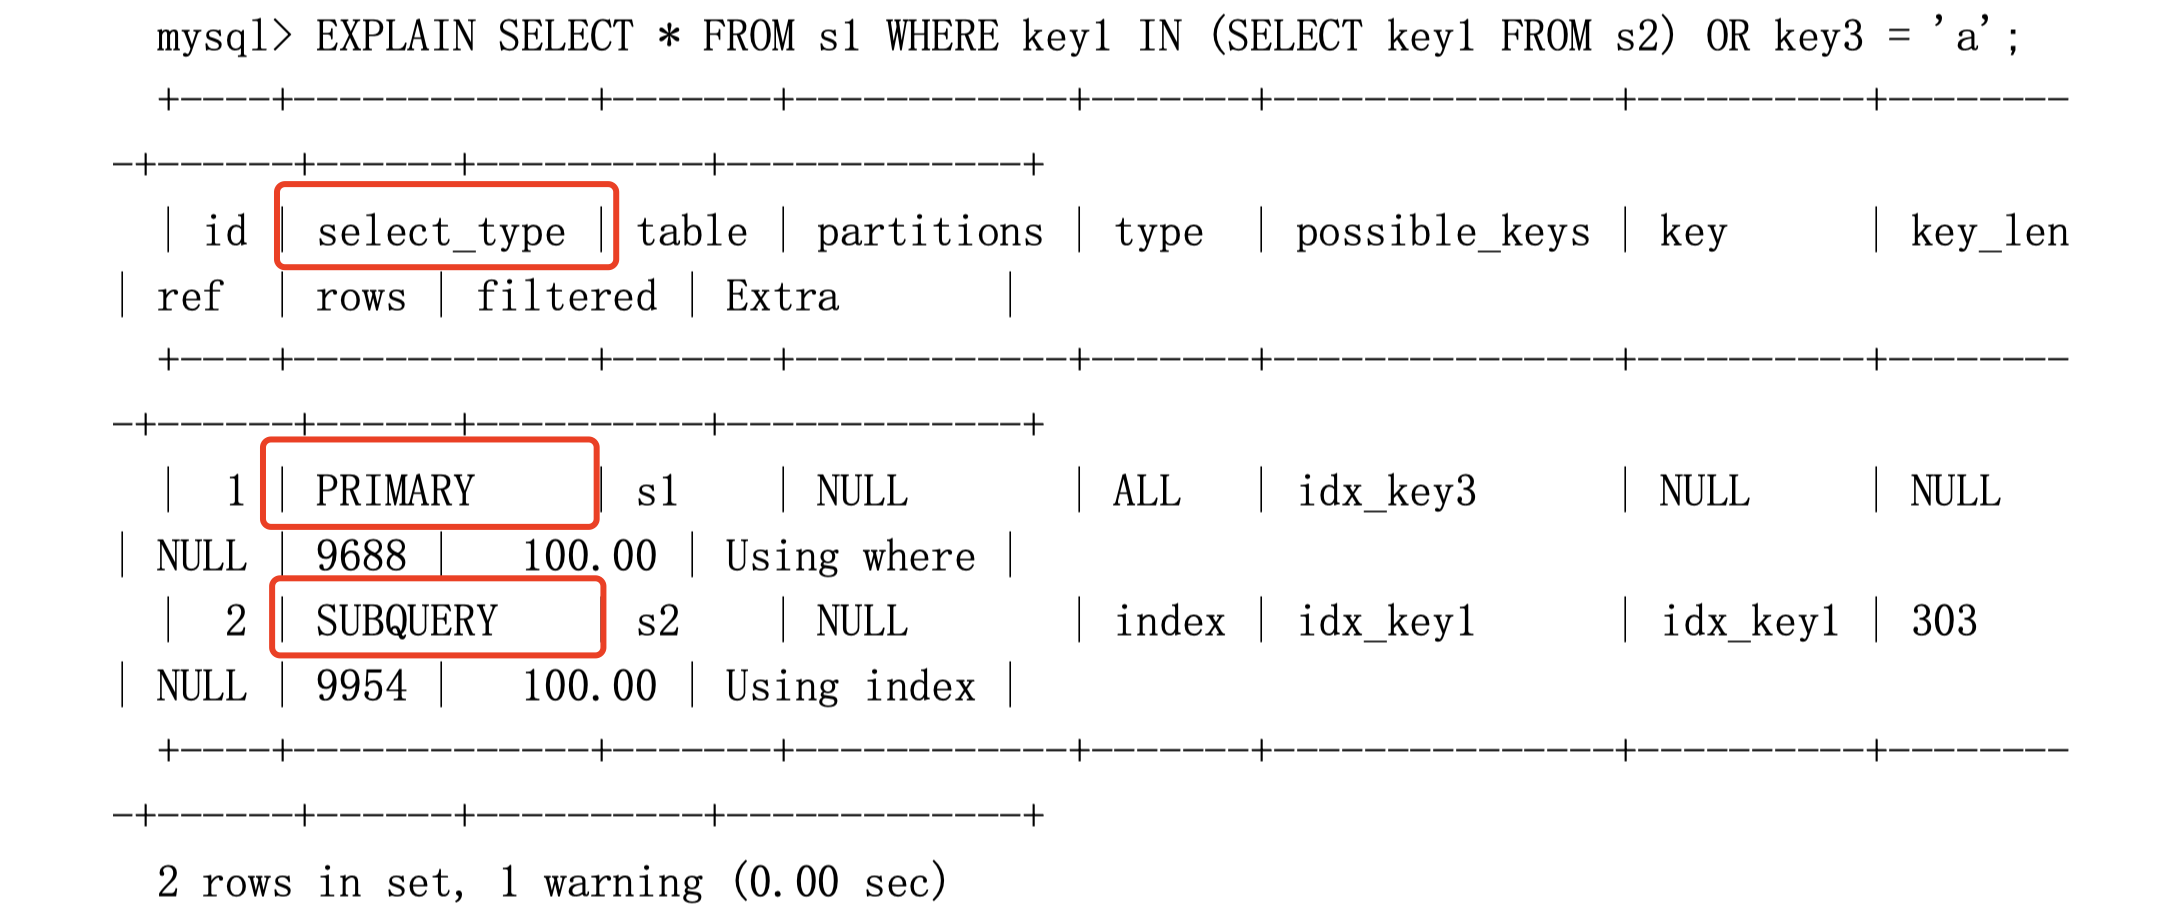 mysql> EXPLAIN SELECT * FROM s1 WHERE key1 IN (SELECT key1 FROM s2) OR key3 = 'a';
+----+-------------+-------+------------+-------+---------------+----------+--------
-+------+------+----------+-------------+
| id | select_type | table | partitions | type | possible_keys | key | key_len
| ref | rows | filtered | Extra |
+----+-------------+-------+------------+-------+---------------+----------+--------
-+------+------+----------+-------------+
| 1 | PRIMARY | s1 | NULL | ALL | idx_key3 | NULL | NULL
| NULL | 9688 | 100.00 | Using where |
| 2 | SUBQUERY | s2 | NULL | index | idx_key1 | idx_key1 | 303
| NULL | 9954 | 100.00 | Using index |
+----+-------------+-------+------------+-------+---------------+----------+--------
-+------+------+----------+-------------+
2 rows in set, 1 warning (0.00 sec)